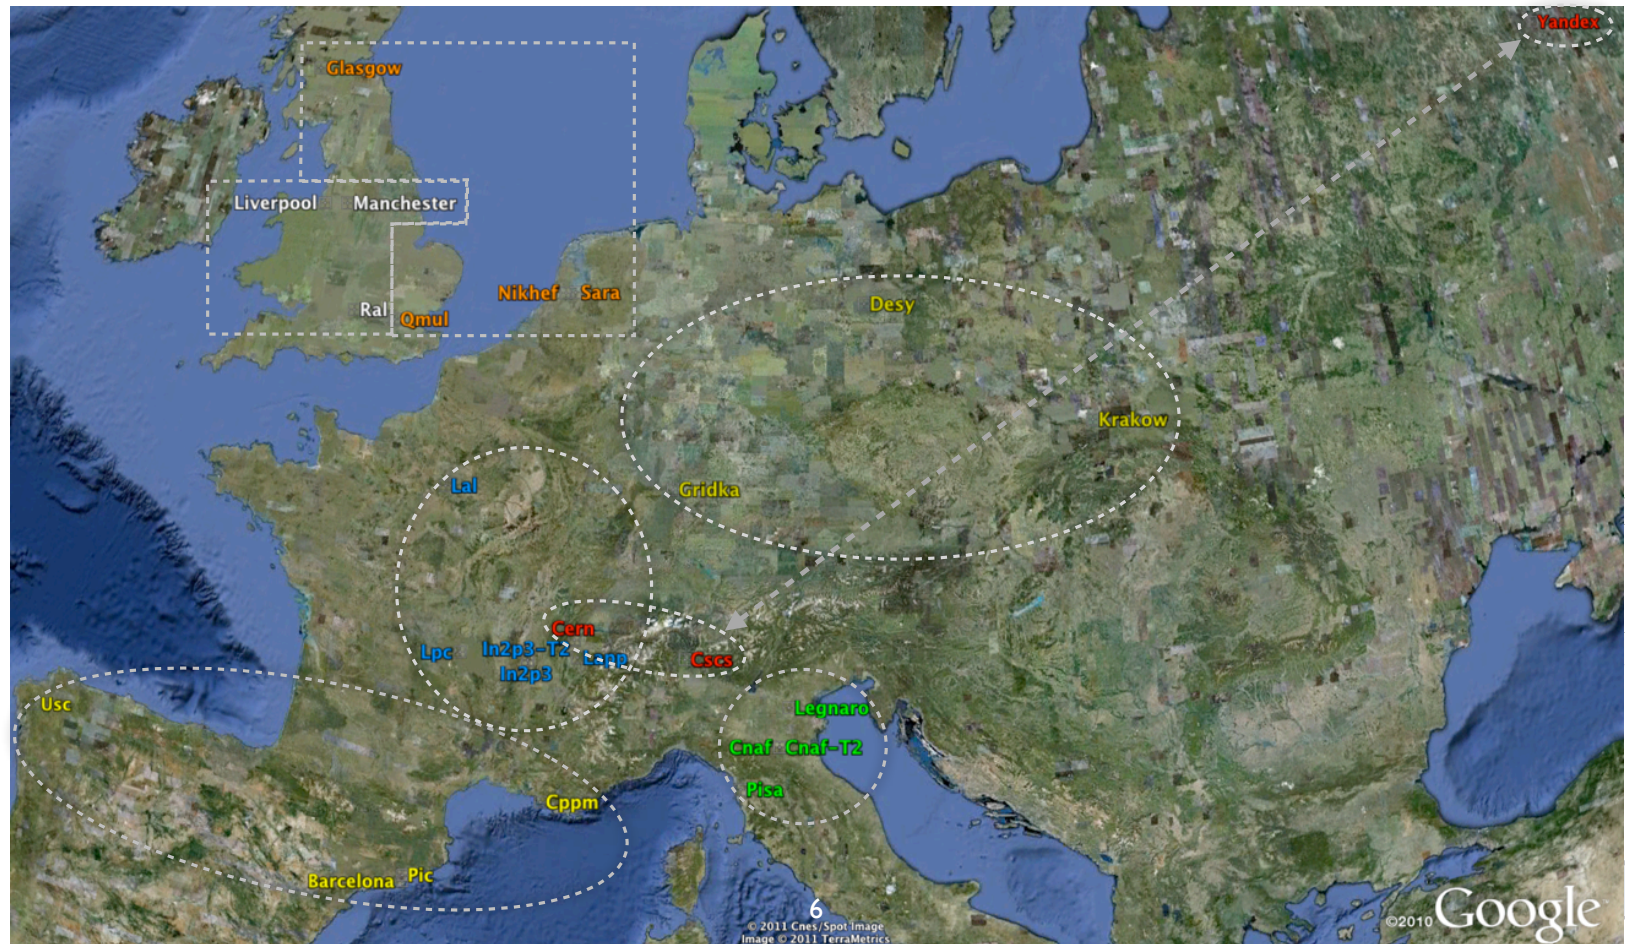 Yandex
Glasgow
Liverpool Manchester
Nikhef Sara
Ral
Qmul
Desy
Krakow
Lal
Gridka
Cern
Lpc In2p3-T2 Lapp
Cscs
In2p3
Usc
Legnaro
Cnaf Cnaf-T2
Pisa
Cppm
Barcelona Pic
6
© 2011 Cnes/Spot Image
Image © 2011 TerraMetrics
©2010 Google